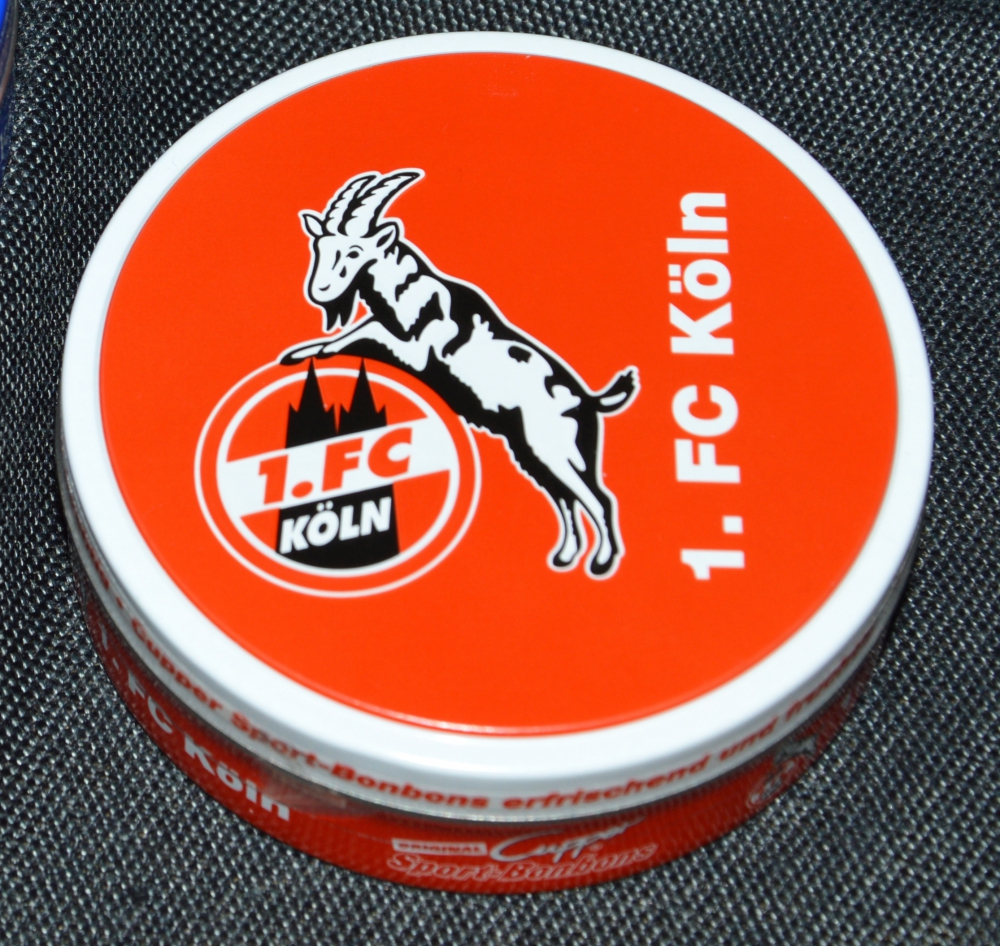 1. FC Köln
1.FC
KÖLN
Cupper Sport-Bonbons erfrischend und
1. FC Köln
ORIGINAL Cupper
Sport-Bonbons